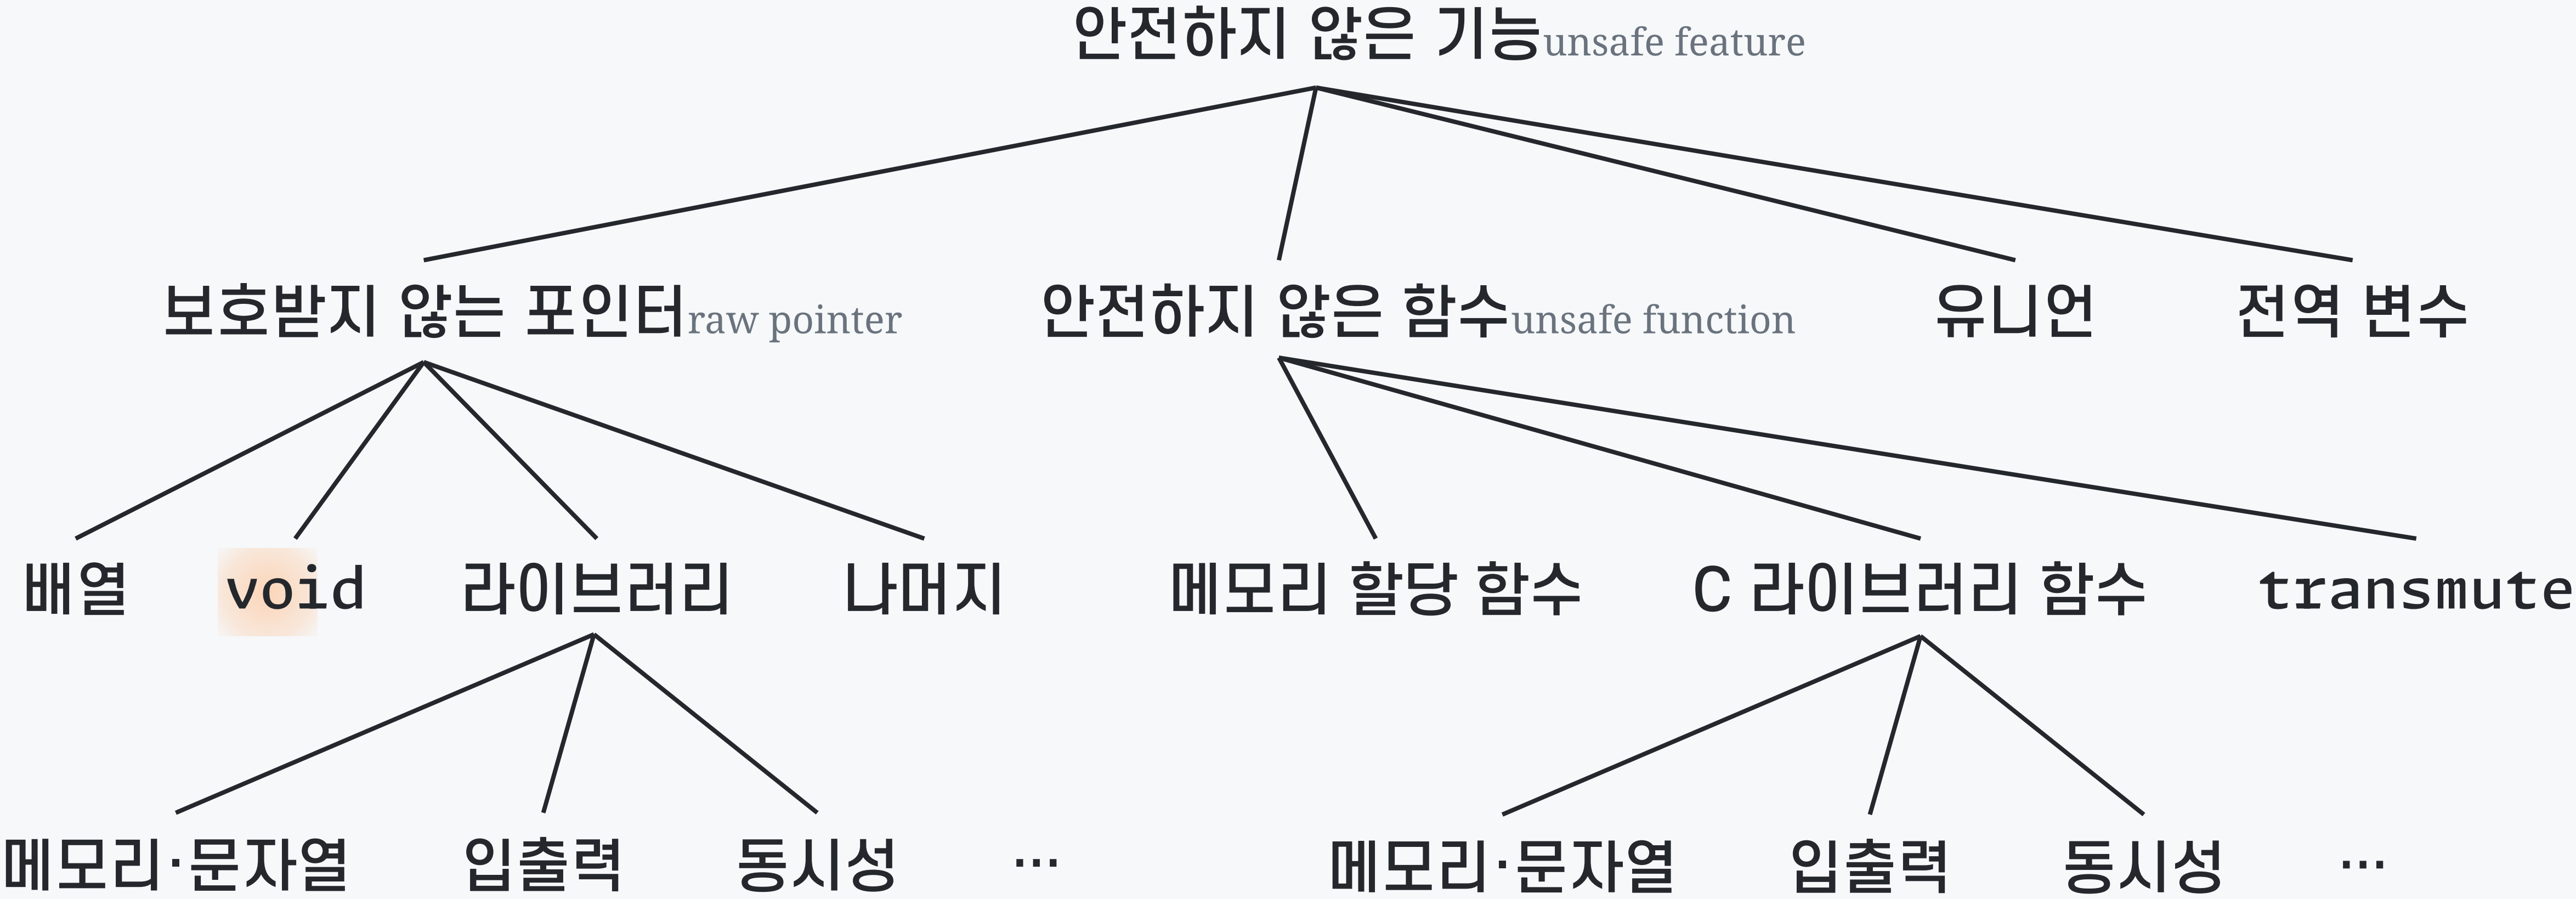 안전하지 않은 기능unsafe feature
보호받지 않는 포인터raw pointer 안전하지 않은 함수unsafe function 유니언 전역 변수
배열 void 라이브러리 나머지 메모리 할당 함수 C 라이브러리 함수 transmute
메모리·문자열 입출력 동시성 ··· 메모리·문자열 입출력 동시성 ···